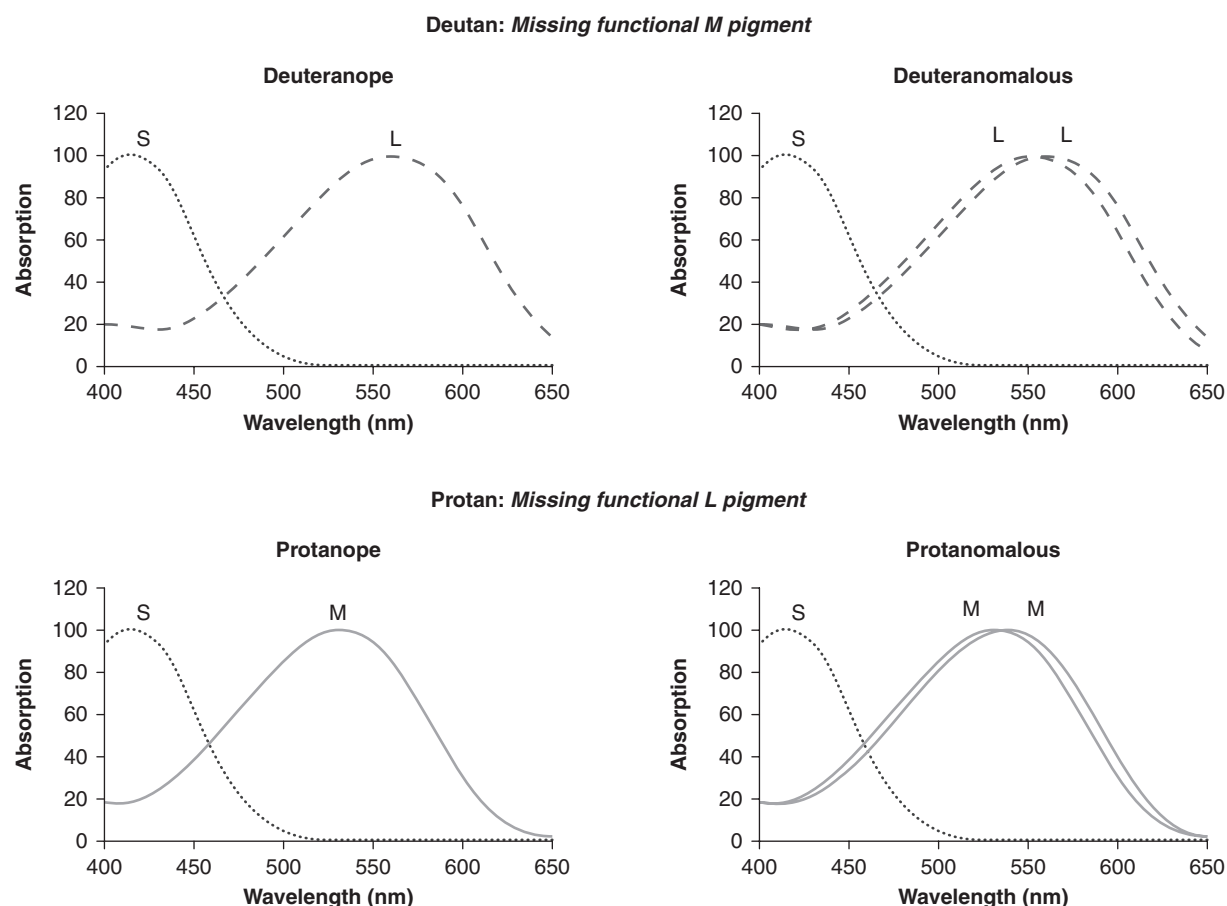 Deutan: Missing functional M pigment
Deuteranope
120
100
80
60
40
20
0
Absorption
S
L
400 450 500 550 600 650
Wavelength (nm)
Deuteranomalous
120
100
80
60
40
20
0
Absorption
S
L L
400 450 500 550 600 650
Wavelength (nm)
Protan: Missing functional L pigment
Protanope
120
100
80
60
40
20
0
Absorption
S
M
400 450 500 550 600 650
Wavelength (nm)
Protanomalous
120
100
80
60
40
20
0
Absorption
S
M M
400 450 500 550 600 650
Wavelength (nm)